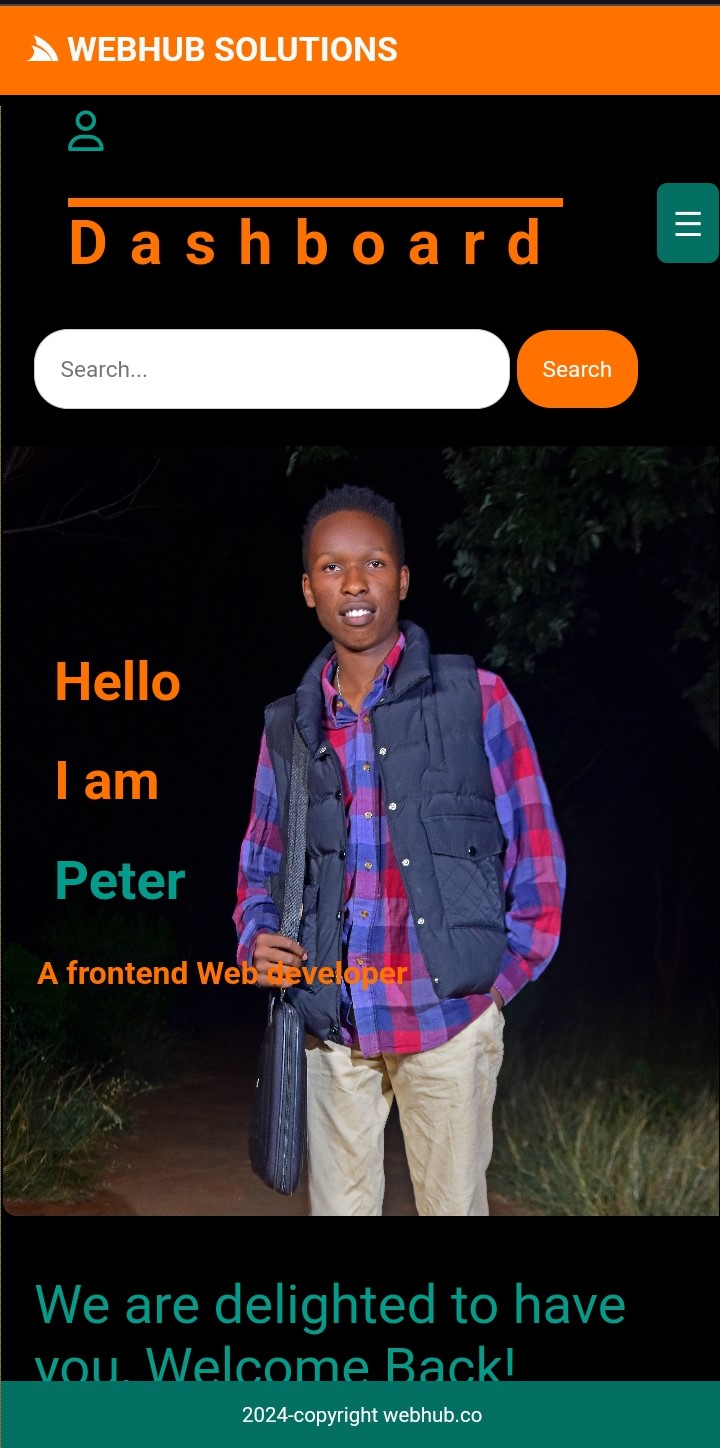 WEBHUB SOLUTIONS
Dashboard
Search...
Search
Hello
I am
Peter
A frontend Web developer
We are delighted to have
you. Welcome Back!
2024-copyright webhub.co